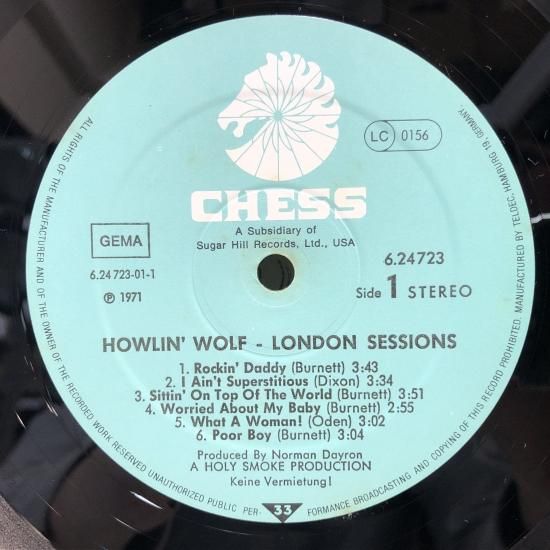 CHESS
A Subsidiary of
Sugar Hill Records, Ltd., USA
LC 0156
GEMA
6.24723-01-1
℗ 1971
6.24723
Side 1 STEREO
HOWLIN' WOLF - LONDON SESSIONS
1. Rockin' Daddy (Burnett) 3:43
2. I Ain't Superstitious (Dixon) 3:34
3. Sittin' On Top Of The World (Burnett) 3:51
4. Worried About My Baby (Burnett) 2:55
5. What A Woman! (Oden) 3:02
6. Poor Boy (Burnett) 3:04
Produced By Norman Dayron
A HOLY SMOKE PRODUCTION
Keine Vermietung!
33
ALL RIGHTS OF THE MANUFACTURER AND OF THE OWNER OF THE RECORDED WORK RESERVED UNAUTHORIZED PUBLIC PER-FORMANCE BROADCASTING AND COPYING OF THIS RECORD PROHIBITED MANUFACTURED BY TELDEC, HAMBURG 19, GERMANY.